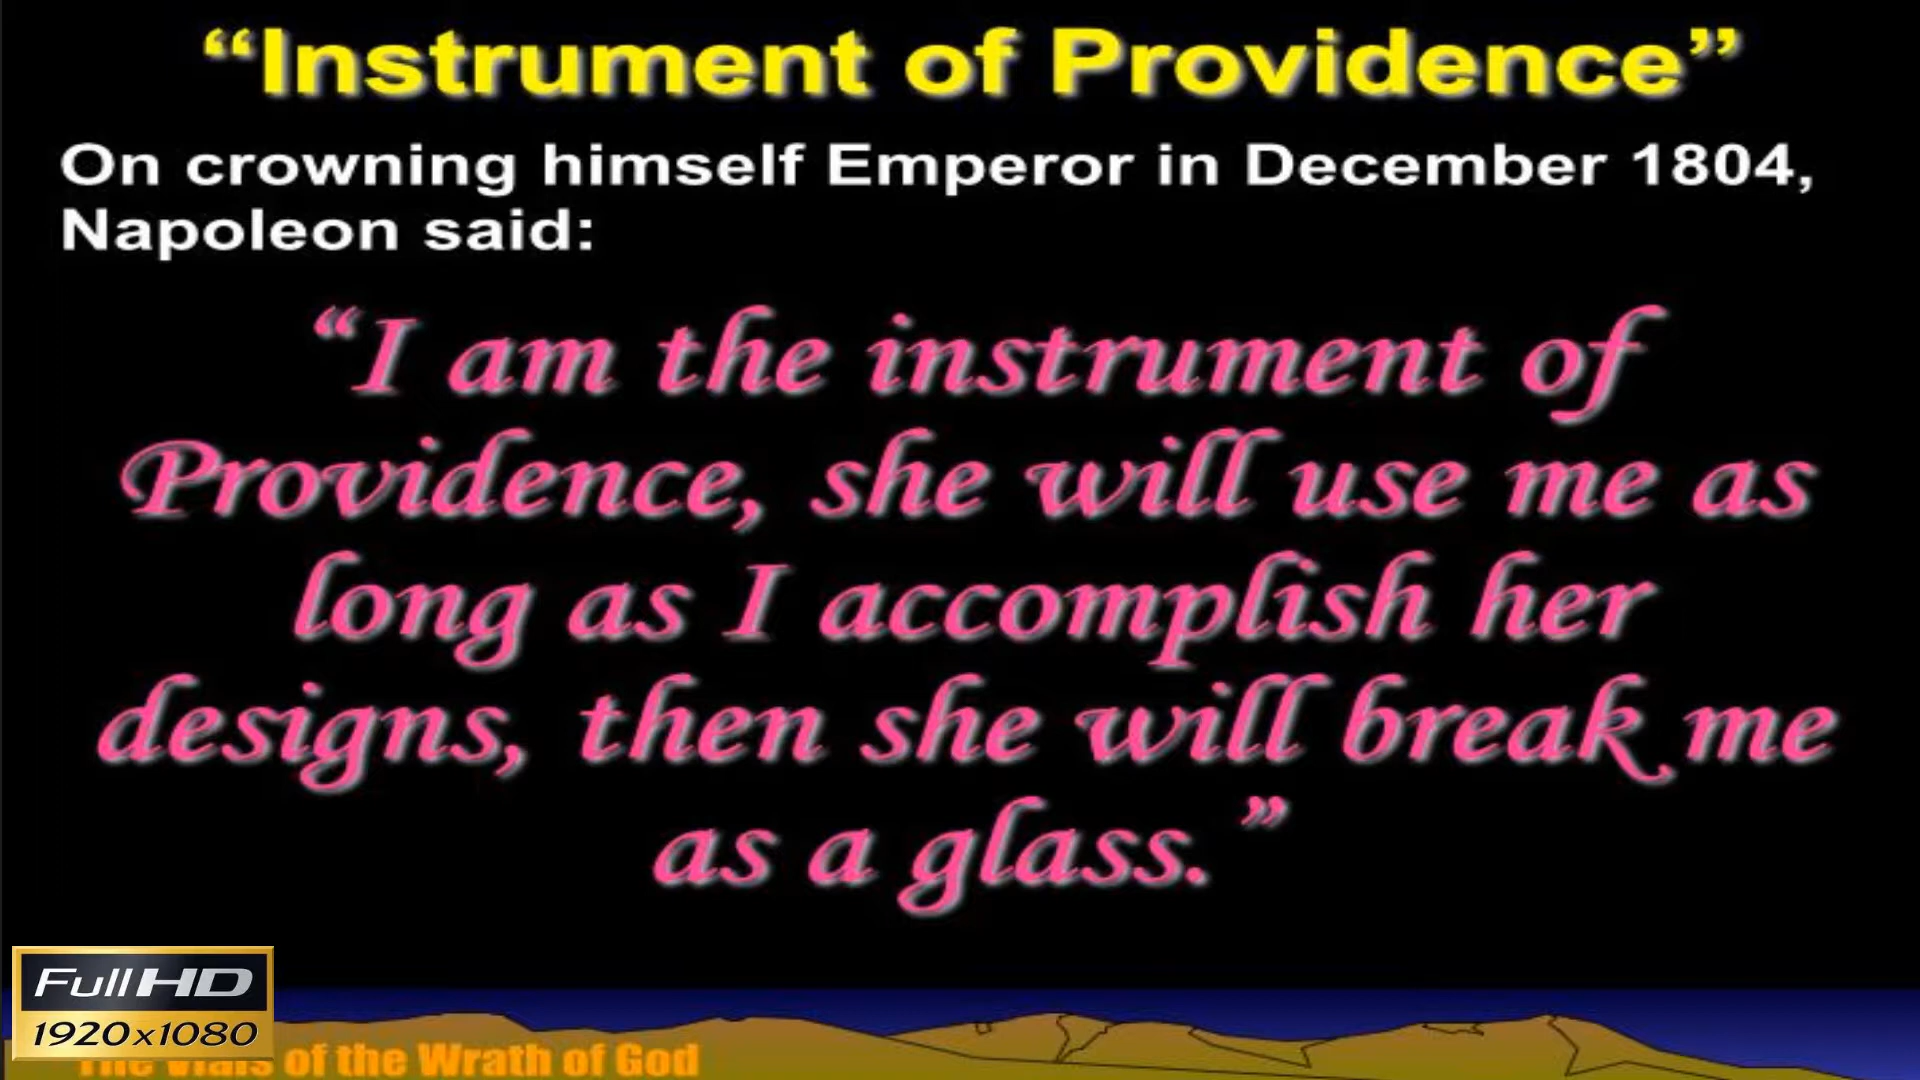 “Instrument of Providence”
On crowning himself Emperor in December 1804,
Napoleon said:
“I am the instrument of
Providence, she will use me as
long as I accomplish her
designs, then she will break me
as a glass.”
Full HD
1920x1080
The Vials of the Wrath of God